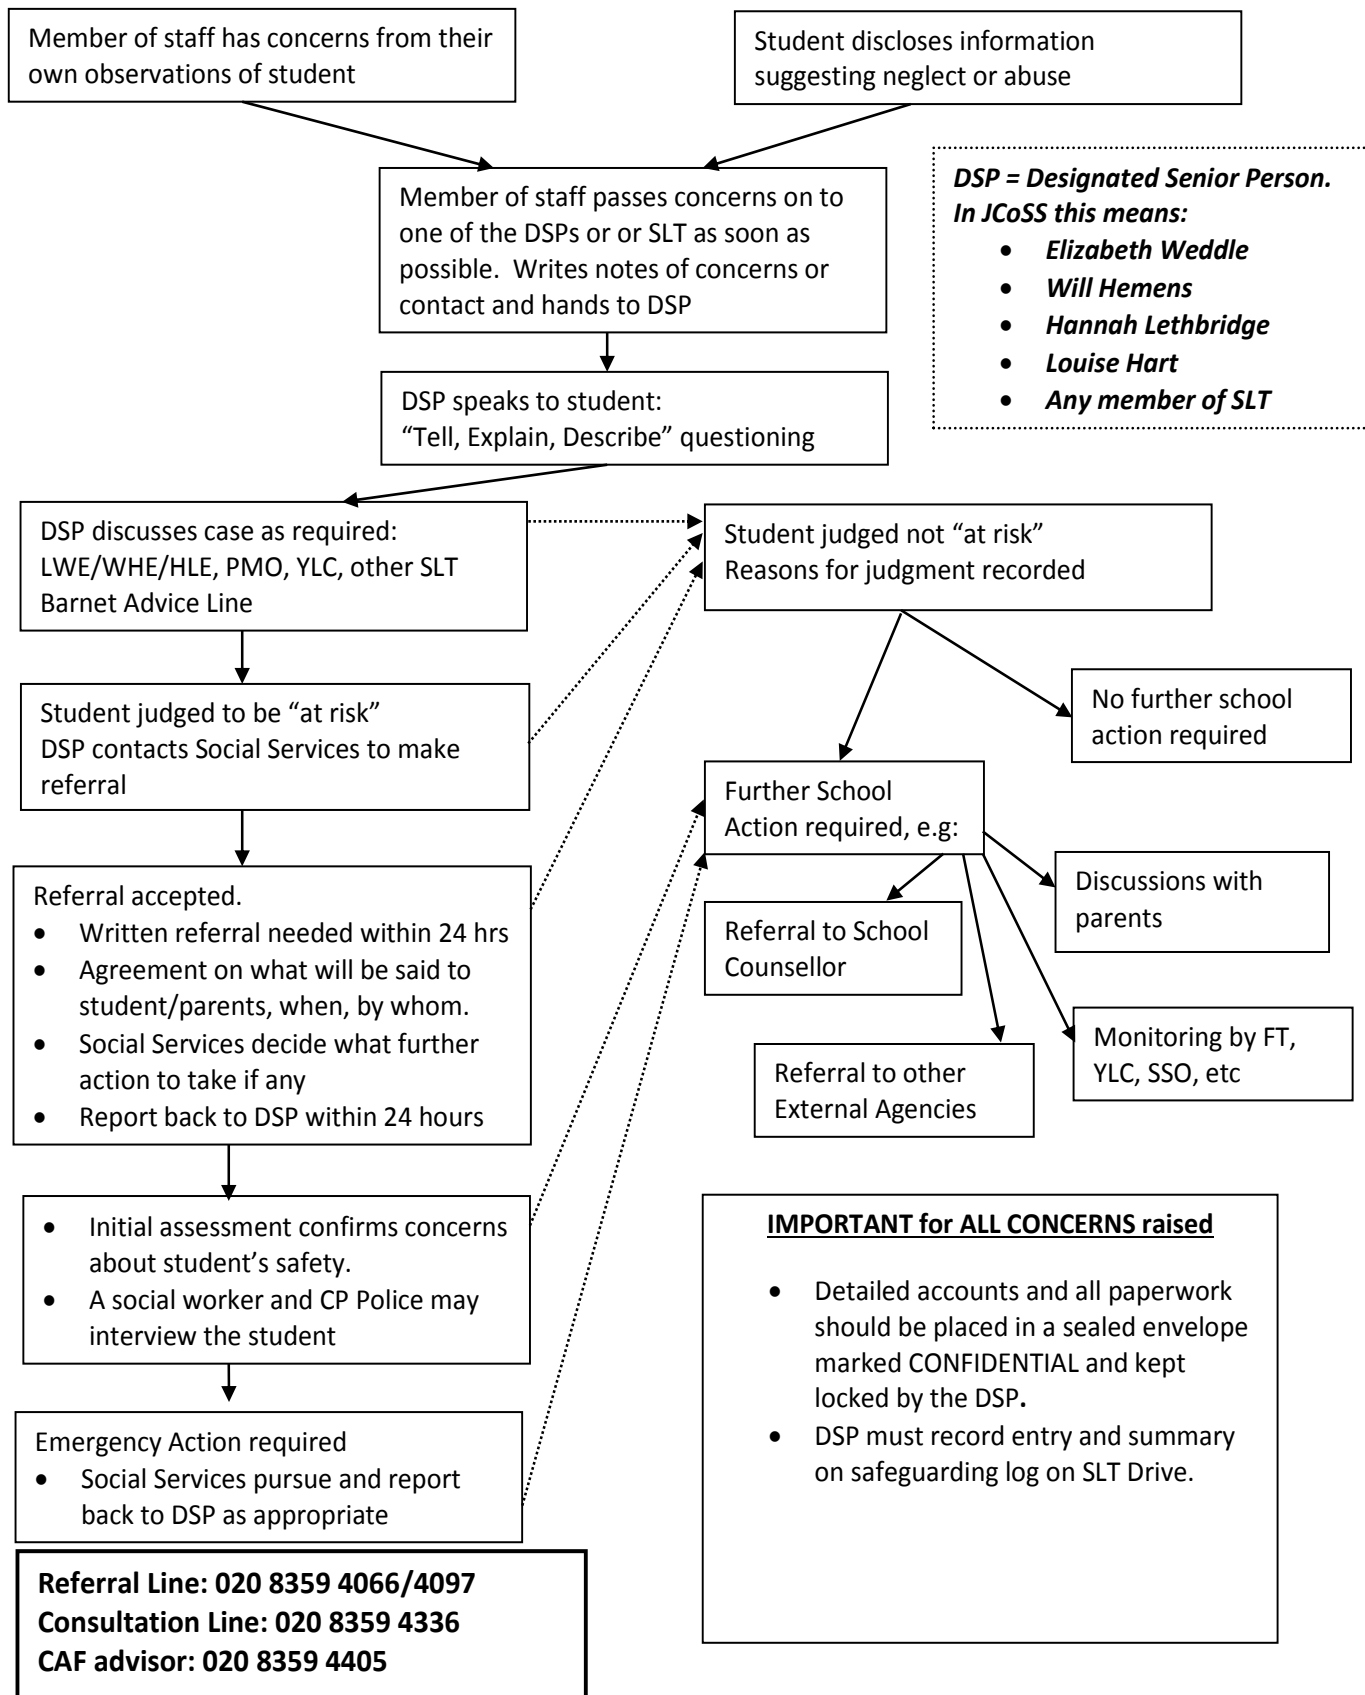 Member of staff has concerns from their
own observations of student
Student discloses information
suggesting neglect or abuse
Member of staff passes concerns on to
one of the DSPs or or SLT as soon as
possible.  Writes notes of concerns or
contact and hands to DSP
DSP = Designated Senior Person.
In JCoSS this means:
• Elizabeth Weddle
• Will Hemens
• Hannah Lethbridge
• Louise Hart
• Any member of SLT
DSP speaks to student:
“Tell, Explain, Describe” questioning
DSP discusses case as required:
LWE/WHE/HLE, PMO, YLC, other SLT
Barnet Advice Line
Student judged not “at risk”
Reasons for judgment recorded
Student judged to be “at risk”
DSP contacts Social Services to make
referral
No further school
action required
Further School
Action required, e.g:
Referral accepted.
• Written referral needed within 24 hrs
• Agreement on what will be said to
student/parents, when, by whom.
• Social Services decide what further
action to take if any
• Report back to DSP within 24 hours
Discussions with
parents
Referral to School
Counsellor
Monitoring by FT,
YLC, SSO, etc
Referral to other
External Agencies
• Initial assessment confirms concerns
about student’s safety.
• A social worker and CP Police may
interview the student
IMPORTANT for ALL CONCERNS raised
• Detailed accounts and all paperwork
should be placed in a sealed envelope
marked CONFIDENTIAL and kept
locked by the DSP.
• DSP must record entry and summary
on safeguarding log on SLT Drive.
Emergency Action required
• Social Services pursue and report
back to DSP as appropriate
Referral Line: 020 8359 4066/4097
Consultation Line: 020 8359 4336
CAF advisor: 020 8359 4405